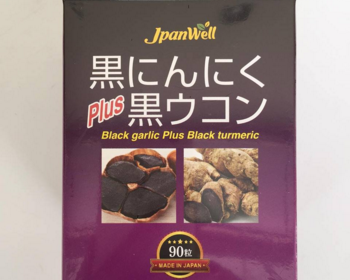 JpanWell
黒にんにく
Plus 黒ウコン
Black garlic Plus Black turmeric
90粒
MADE IN JAPAN